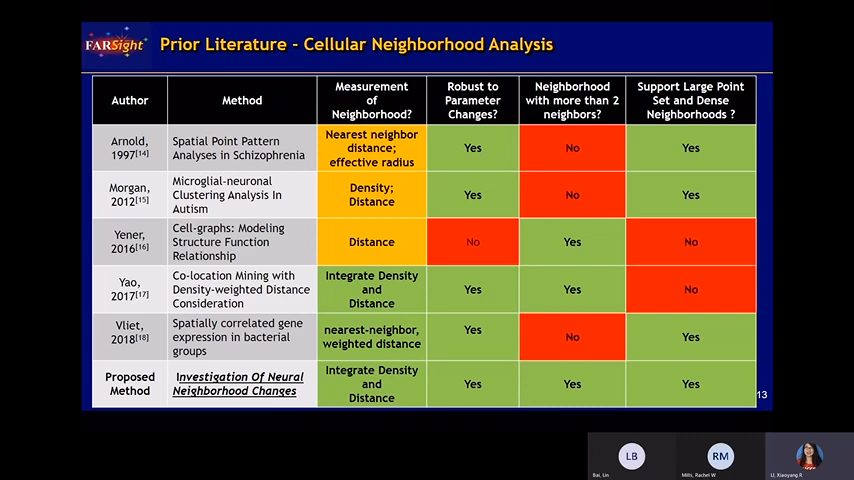 FARSight
Prior Literature - Cellular Neighborhood Analysis
Author
Method
Measurement
of
Neighborhood?
Robust to
Parameter
Changes?
Neighborhood
with more than 2
neighbors?
Support Large Point
Set and Dense
Neighborhoods ?
Arnold,
1997[14]
Spatial Point Pattern
Analyses in Schizophrenia
Nearest neighbor
distance;
effective radius
Yes
No
Yes
Morgan,
2012[15]
Microglial-neuronal
Clustering Analysis In
Autism
Density;
Distance
Yes
No
Yes
Yener,
2016[16]
Cell-graphs: Modeling
Structure Function
Relationship
Distance
No
Yes
No
Yao,
2017[17]
Co-location Mining with
Density-weighted Distance
Consideration
Integrate Density
and
Distance
Yes
Yes
No
Vliet,
2018[18]
Spatially correlated gene
expression in bacterial
groups
nearest-neighbor,
weighted distance
Yes
No
Yes
Proposed
Method
Investigation Of Neural
Neighborhood Changes
Integrate Density
and
Distance
Yes
Yes
Yes
13
LB
Bai, Lin
RM
Mills, Rachel W
LI, Xiaoyang R